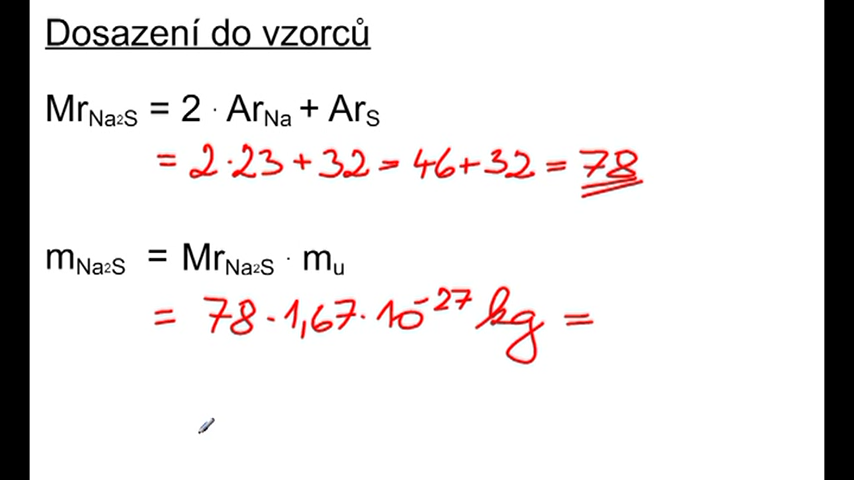 Dosazení do vzorců
MrNa2S = 2 · ArNa + ArS
= 2·23 + 32 = 46+32 = 78
mNa2S = MrNa2S · mu
= 78 · 1,67 · 10⁻²⁷ kg =